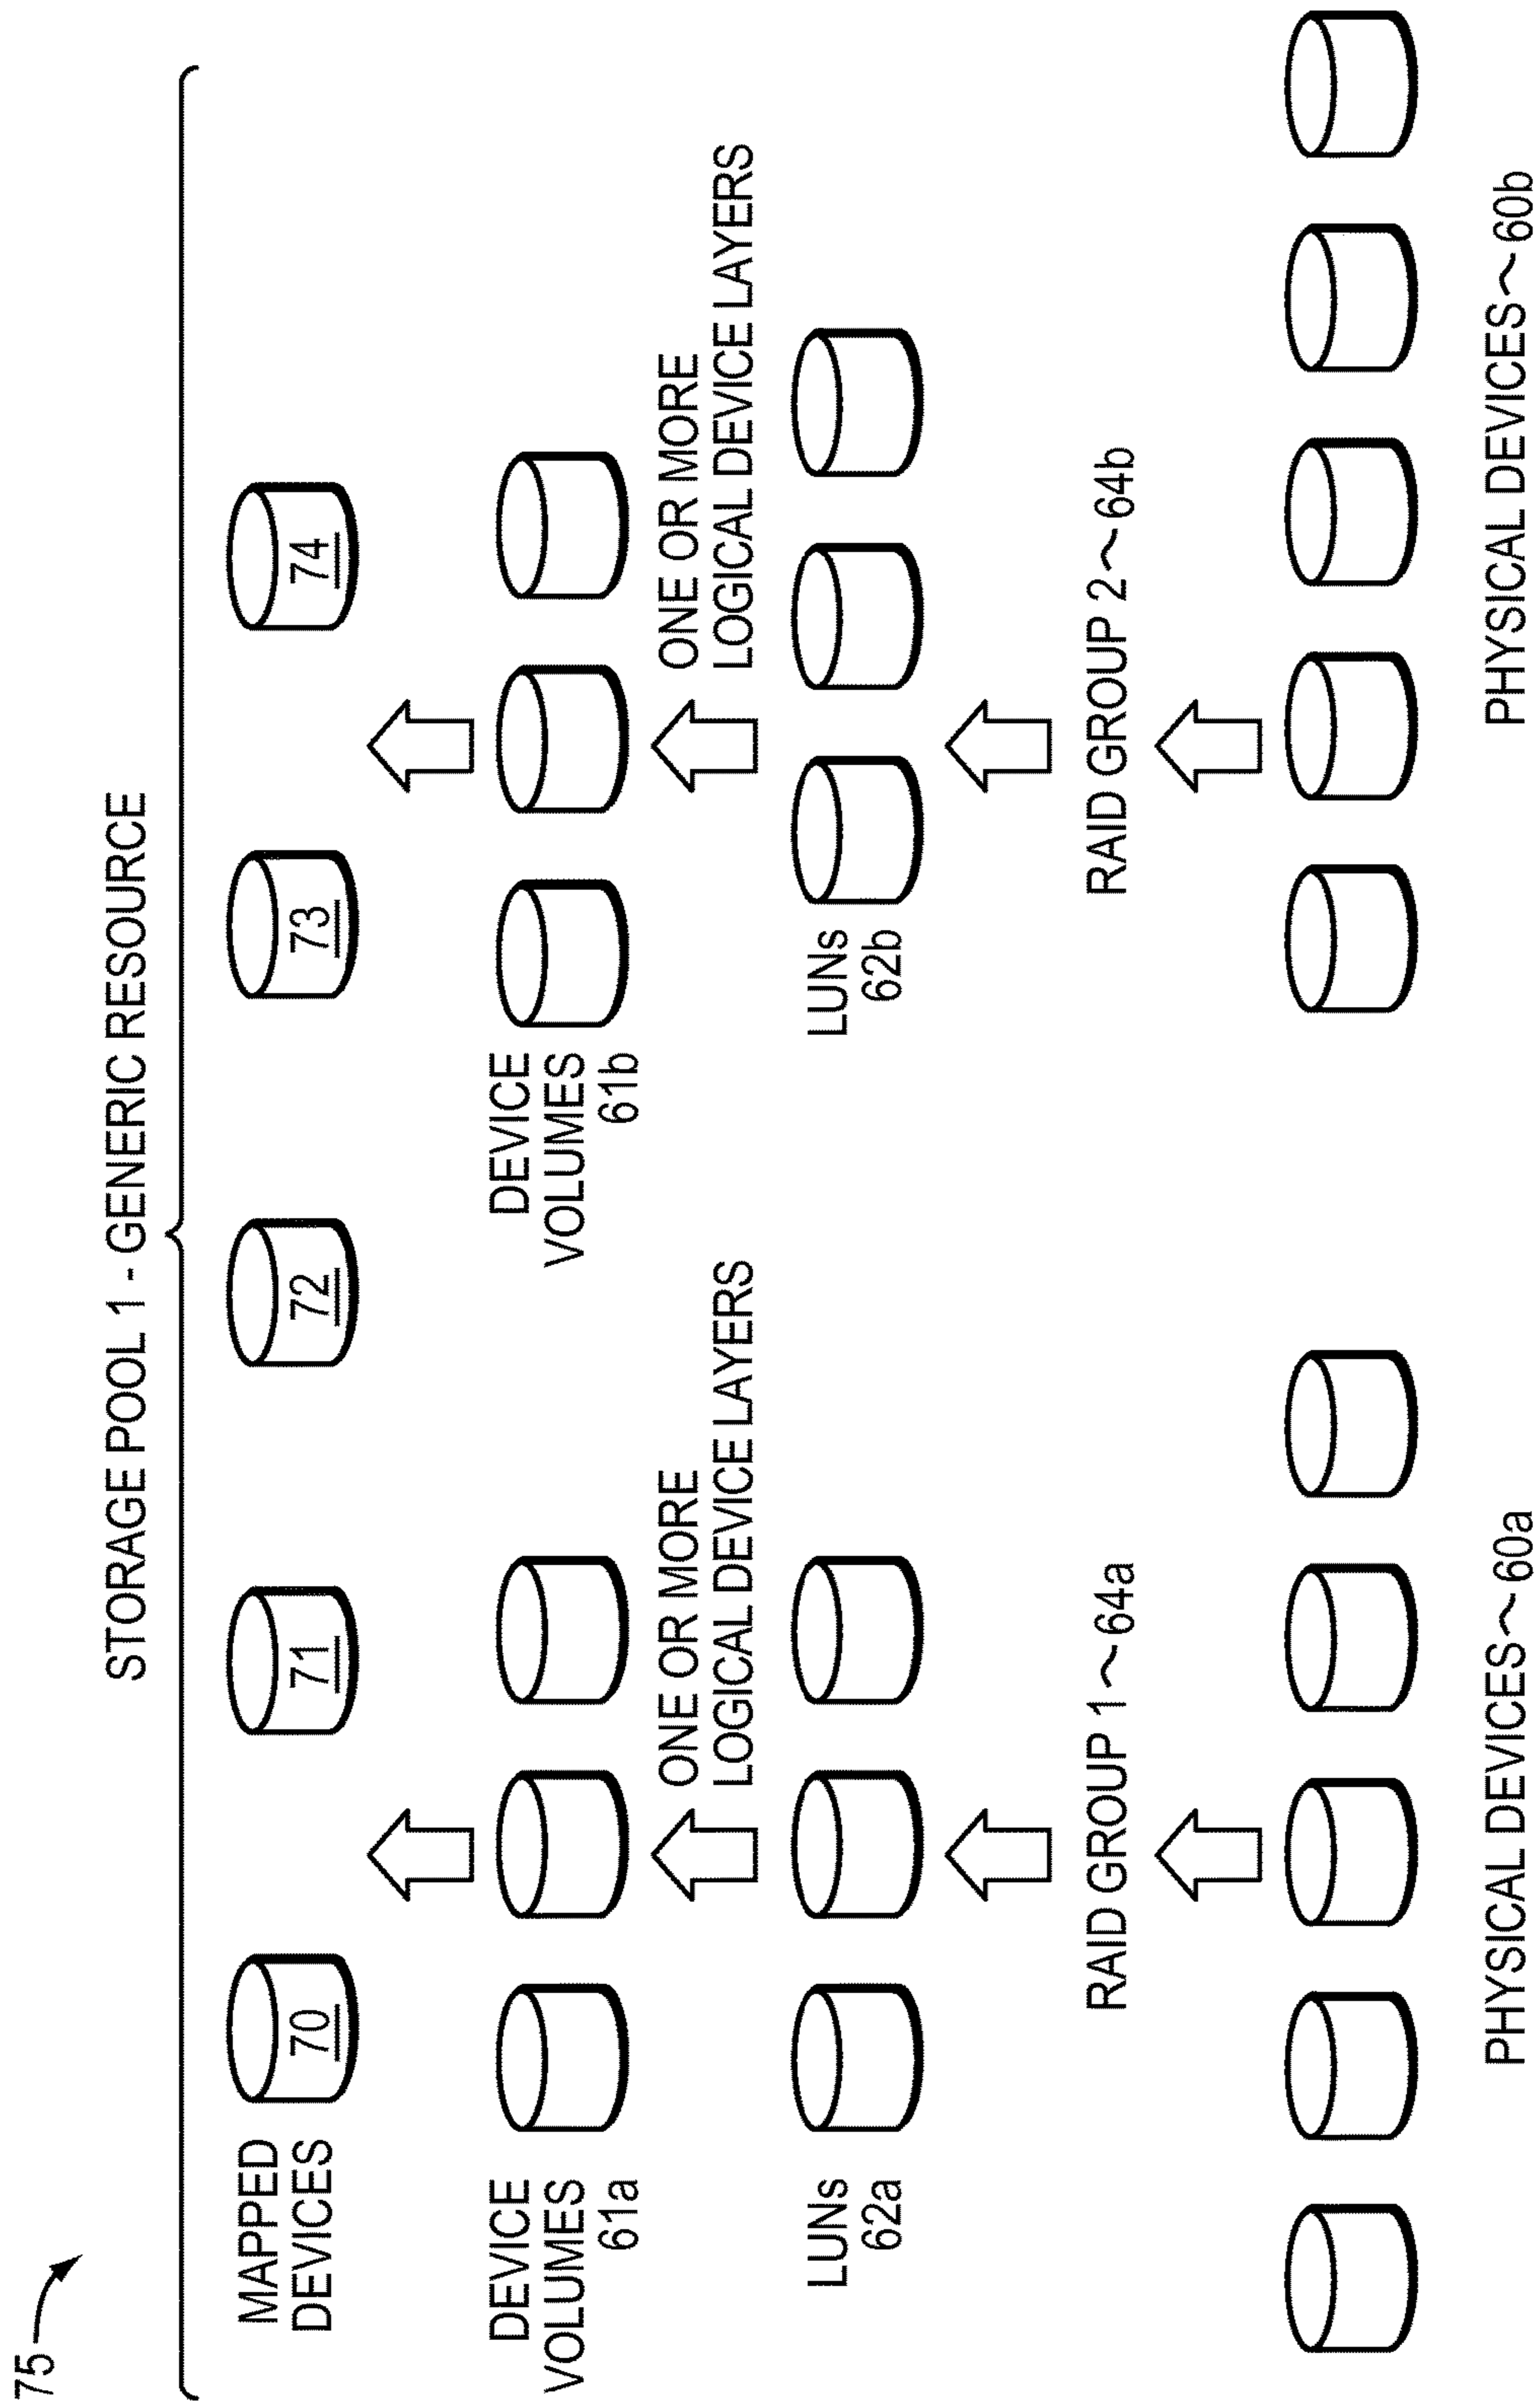 75
STORAGE POOL 1 - GENERIC RESOURCE
MAPPED
DEVICES
70
71
72
73
74
DEVICE
VOLUMES
61a
DEVICE
VOLUMES
61b
ONE OR MORE
LOGICAL DEVICE LAYERS
ONE OR MORE
LOGICAL DEVICE LAYERS
LUNs
62a
LUNs
62b
RAID GROUP 1~64a
RAID GROUP 2~64b
PHYSICAL DEVICES~60a
PHYSICAL DEVICES~60b